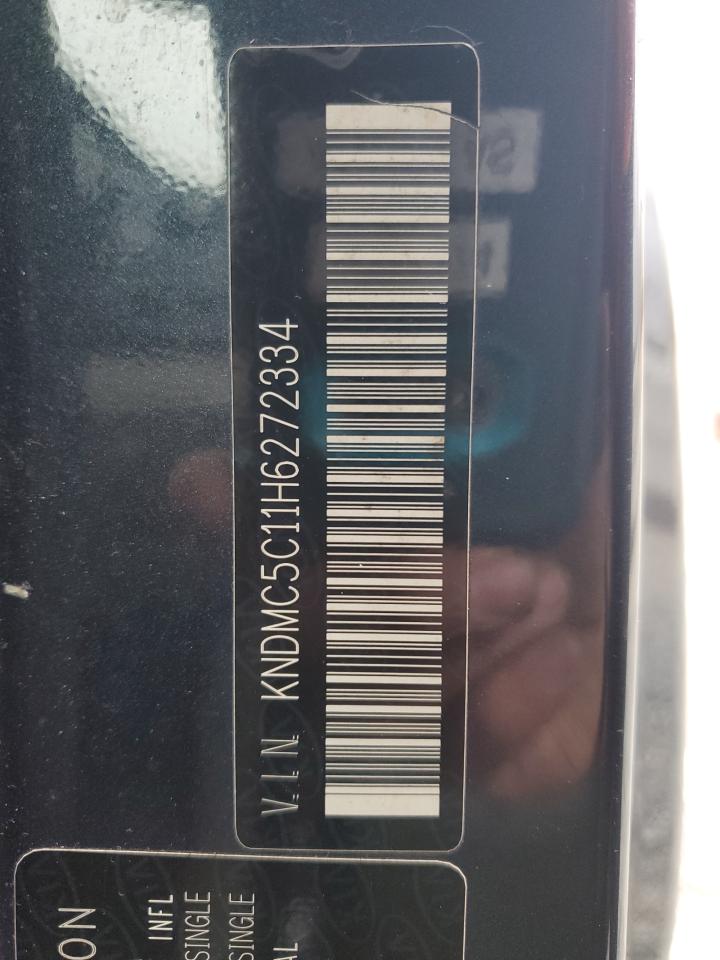 V.I.N. KNDMC5C11H6272334
ON
INFL
SINGLE
SINGLE
AL